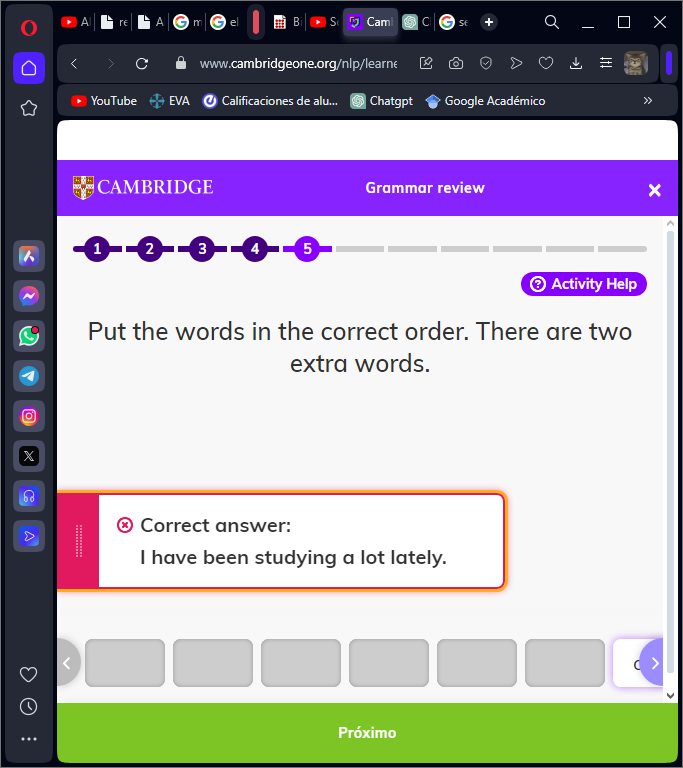 www.cambridgeone.org/nlp/learne
YouTube
EVA
Calificaciones de alu...
Chatgpt
Google Académico
CAMBRIDGE
Grammar review
1
2
3
4
5
Activity Help
Put the words in the correct order. There are two
extra words.
Correct answer:
I have been studying a lot lately.
Próximo